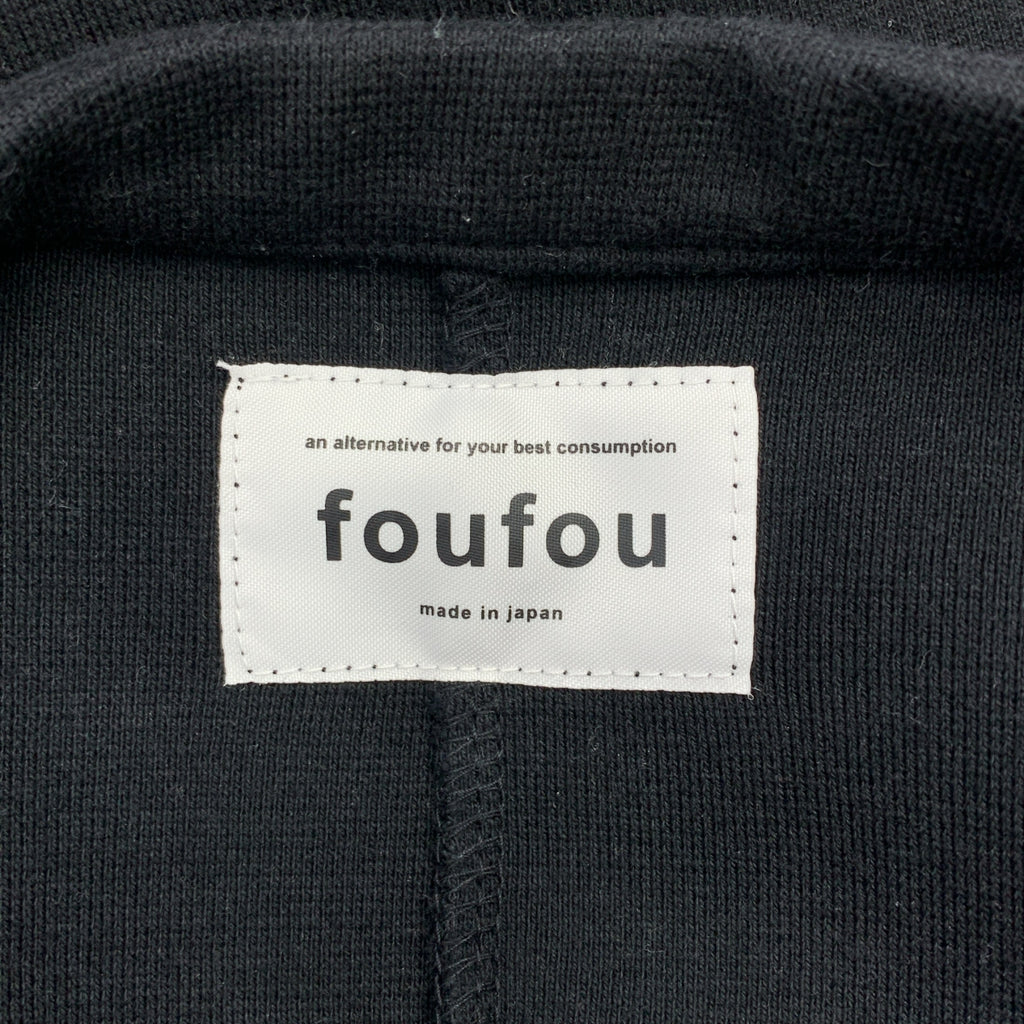 an alternative for your best consumption
foufou
made in japan